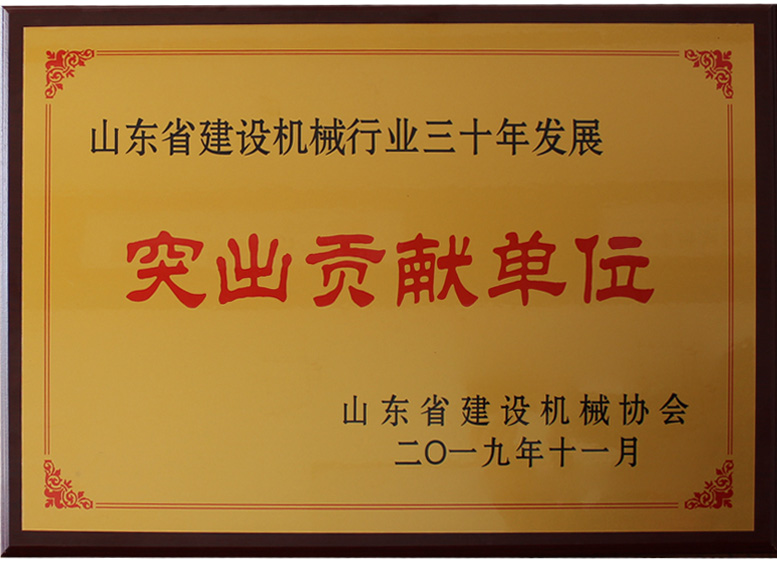 山东省建设机械行业三十年发展
突出贡献单位
山东省建设机械协会
二〇一九年十一月